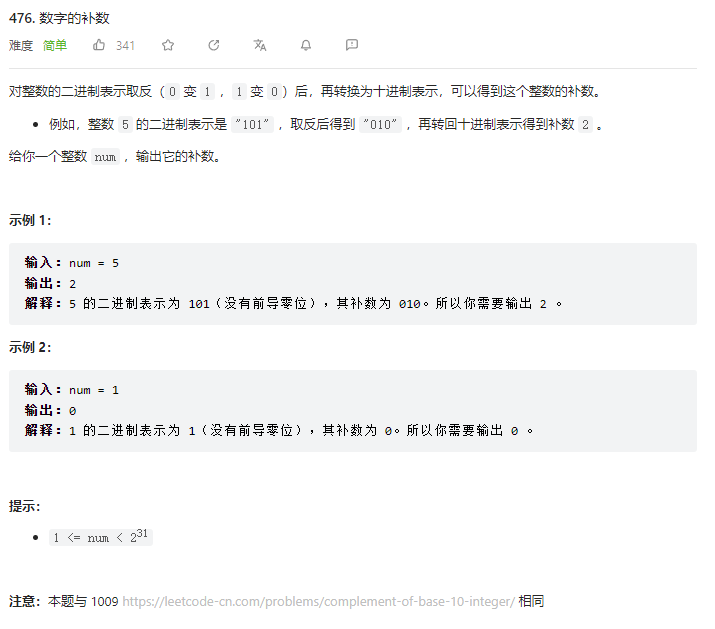 476. 数字的补数
难度 简单 341
对整数的二进制表示取反（0 变 1 ，1 变 0）后，再转换为十进制表示，可以得到这个整数的补数。
• 例如，整数 5 的二进制表示是 "101" ，取反后得到 "010" ，再转回十进制表示得到补数 2 。
给你一个整数 num ，输出它的补数。
示例 1：
输入：num = 5
输出：2
解释：5 的二进制表示为 101（没有前导零位），其补数为 010。所以你需要输出 2 。
示例 2：
输入：num = 1
输出：0
解释：1 的二进制表示为 1（没有前导零位），其补数为 0。所以你需要输出 0 。
提示：
• 1 <= num < 2^31
注意：本题与 1009 https://leetcode-cn.com/problems/complement-of-base-10-integer/ 相同